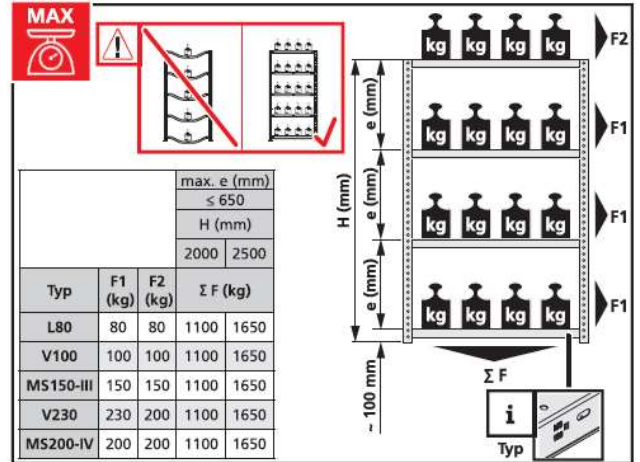 MAX
kg kg kg kg F2
kg kg kg kg F1
kg kg kg kg F1
kg kg kg kg F1
H (mm)
e (mm)
e (mm)
e (mm)
~ 100 mm
Σ F
i
Typ
max. e (mm)
≤ 650
H (mm)
2000 2500
Typ F1 (kg) F2 (kg) Σ F (kg)
L80 80 80 1100 1650
V100 100 100 1100 1650
MS150-III 150 150 1100 1650
V230 230 200 1100 1650
MS200-IV 200 200 1100 1650